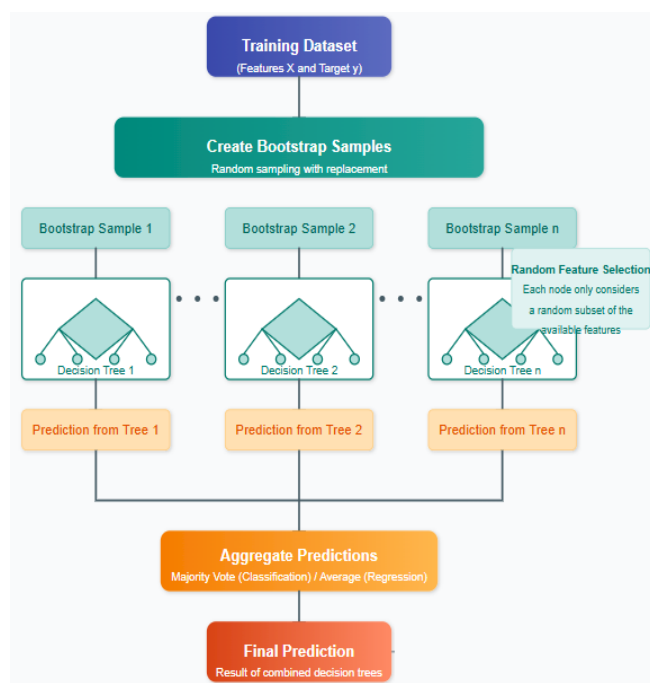 Training Dataset
(Features X and Target y)
Create Bootstrap Samples
Random sampling with replacement
Bootstrap Sample 1
Bootstrap Sample 2
Bootstrap Sample n
Random Feature Selection
Each node only considers
a random subset of the
available features
Decision Tree 1
Decision Tree 2
Decision Tree n
Prediction from Tree 1
Prediction from Tree 2
Prediction from Tree n
Aggregate Predictions
Majority Vote (Classification) / Average (Regression)
Final Prediction
Result of combined decision trees